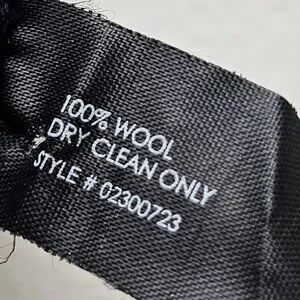 100% WOOL
DRY CLEAN ONLY
STYLE # 02300723